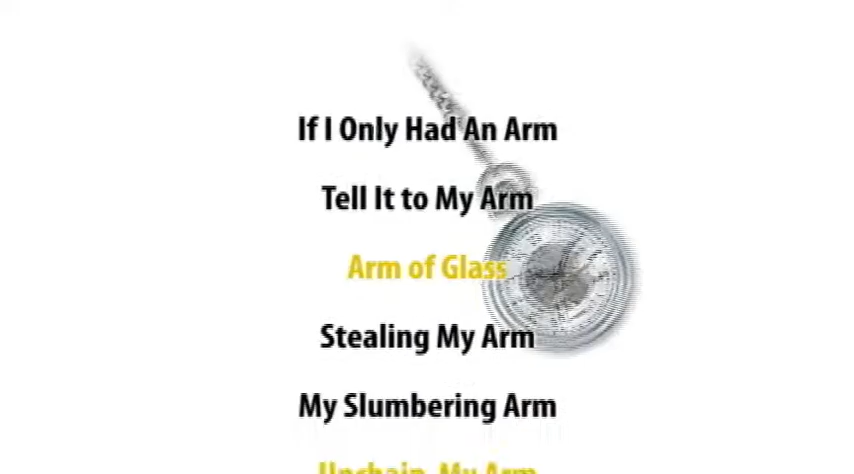 If I Only Had An Arm
Tell It to My Arm
Arm of Glass
Stealing My Arm
My Slumbering Arm
Unchain My Arm